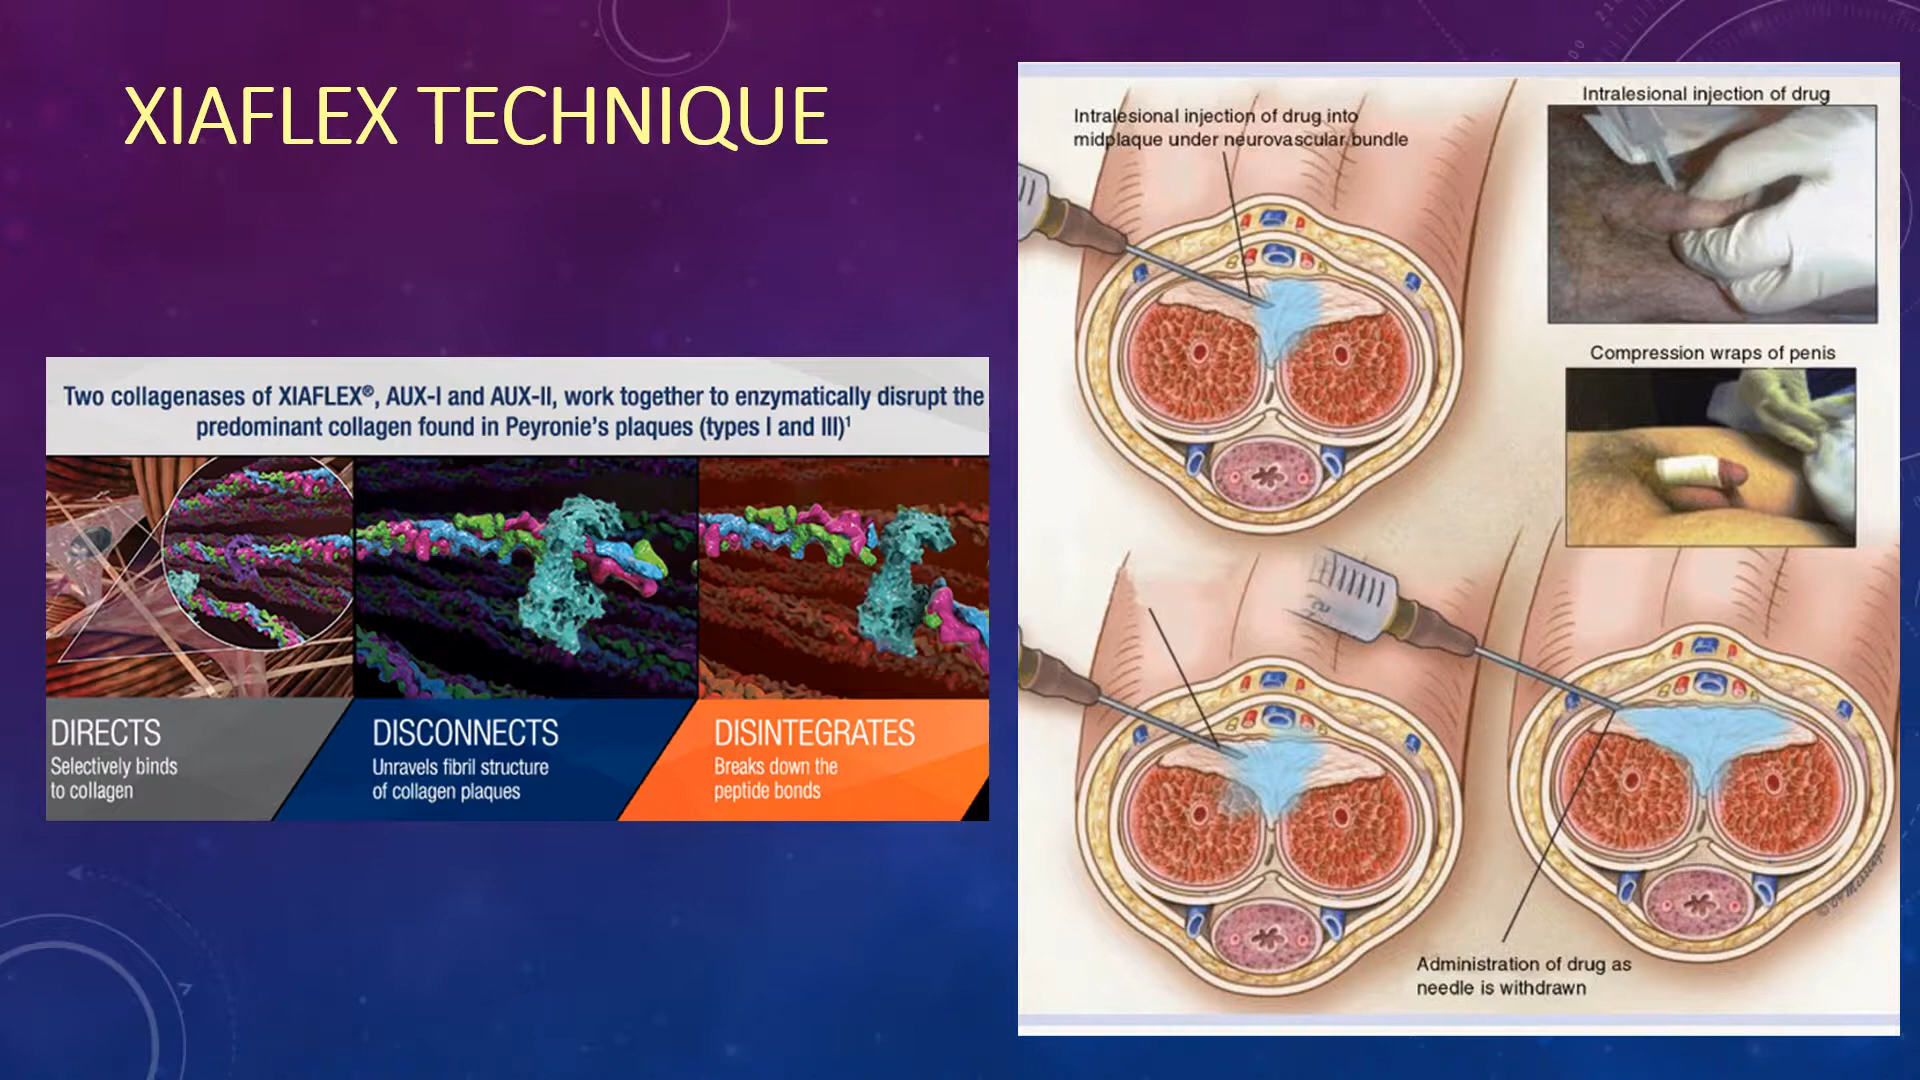 XIAFLEX TECHNIQUE
Two collagenases of XIAFLEX®, AUX-I and AUX-II, work together to enzymatically disrupt the
predominant collagen found in Peyronie's plaques (types I and III)¹
DIRECTS
Selectively binds
to collagen
DISCONNECTS
Unravels fibril structure
of collagen plaques
DISINTEGRATES
Breaks down the
peptide bonds
Intralesional injection of drug into
midplaque under neurovascular bundle
Intralesional injection of drug
Compression wraps of penis
Administration of drug as
needle is withdrawn